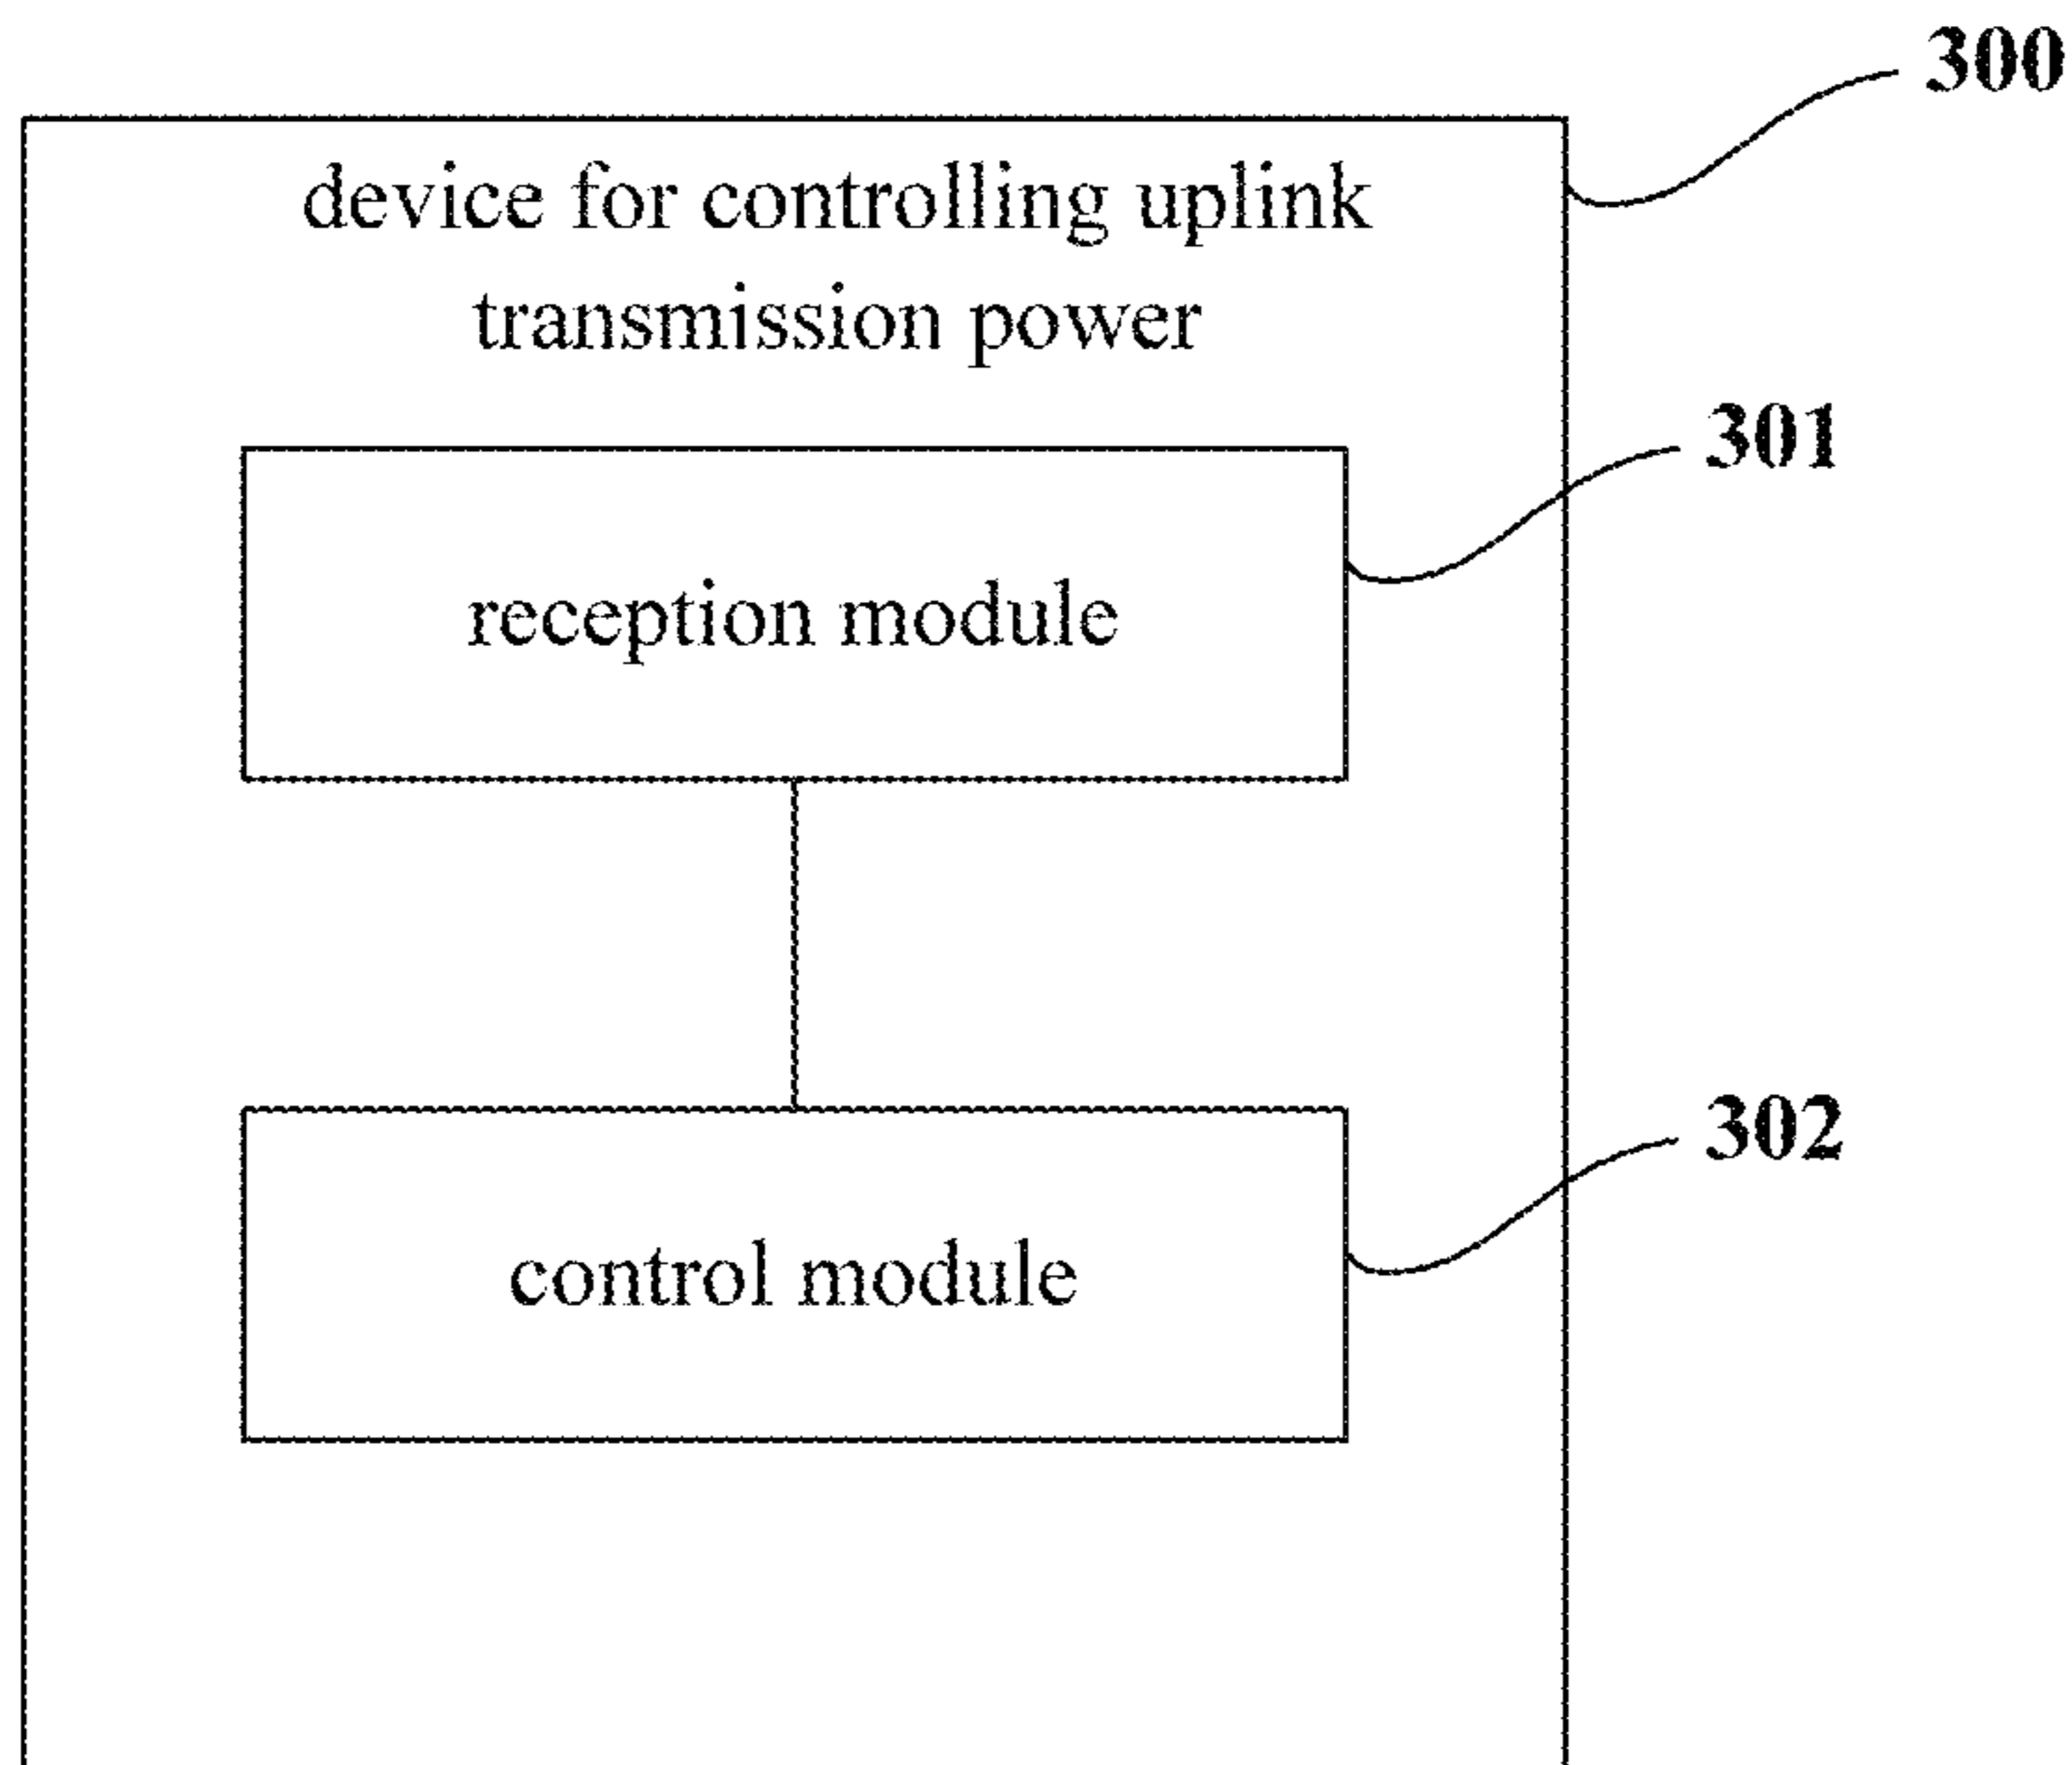 300
device for controlling uplink
transmission power
301
reception module
302
control module